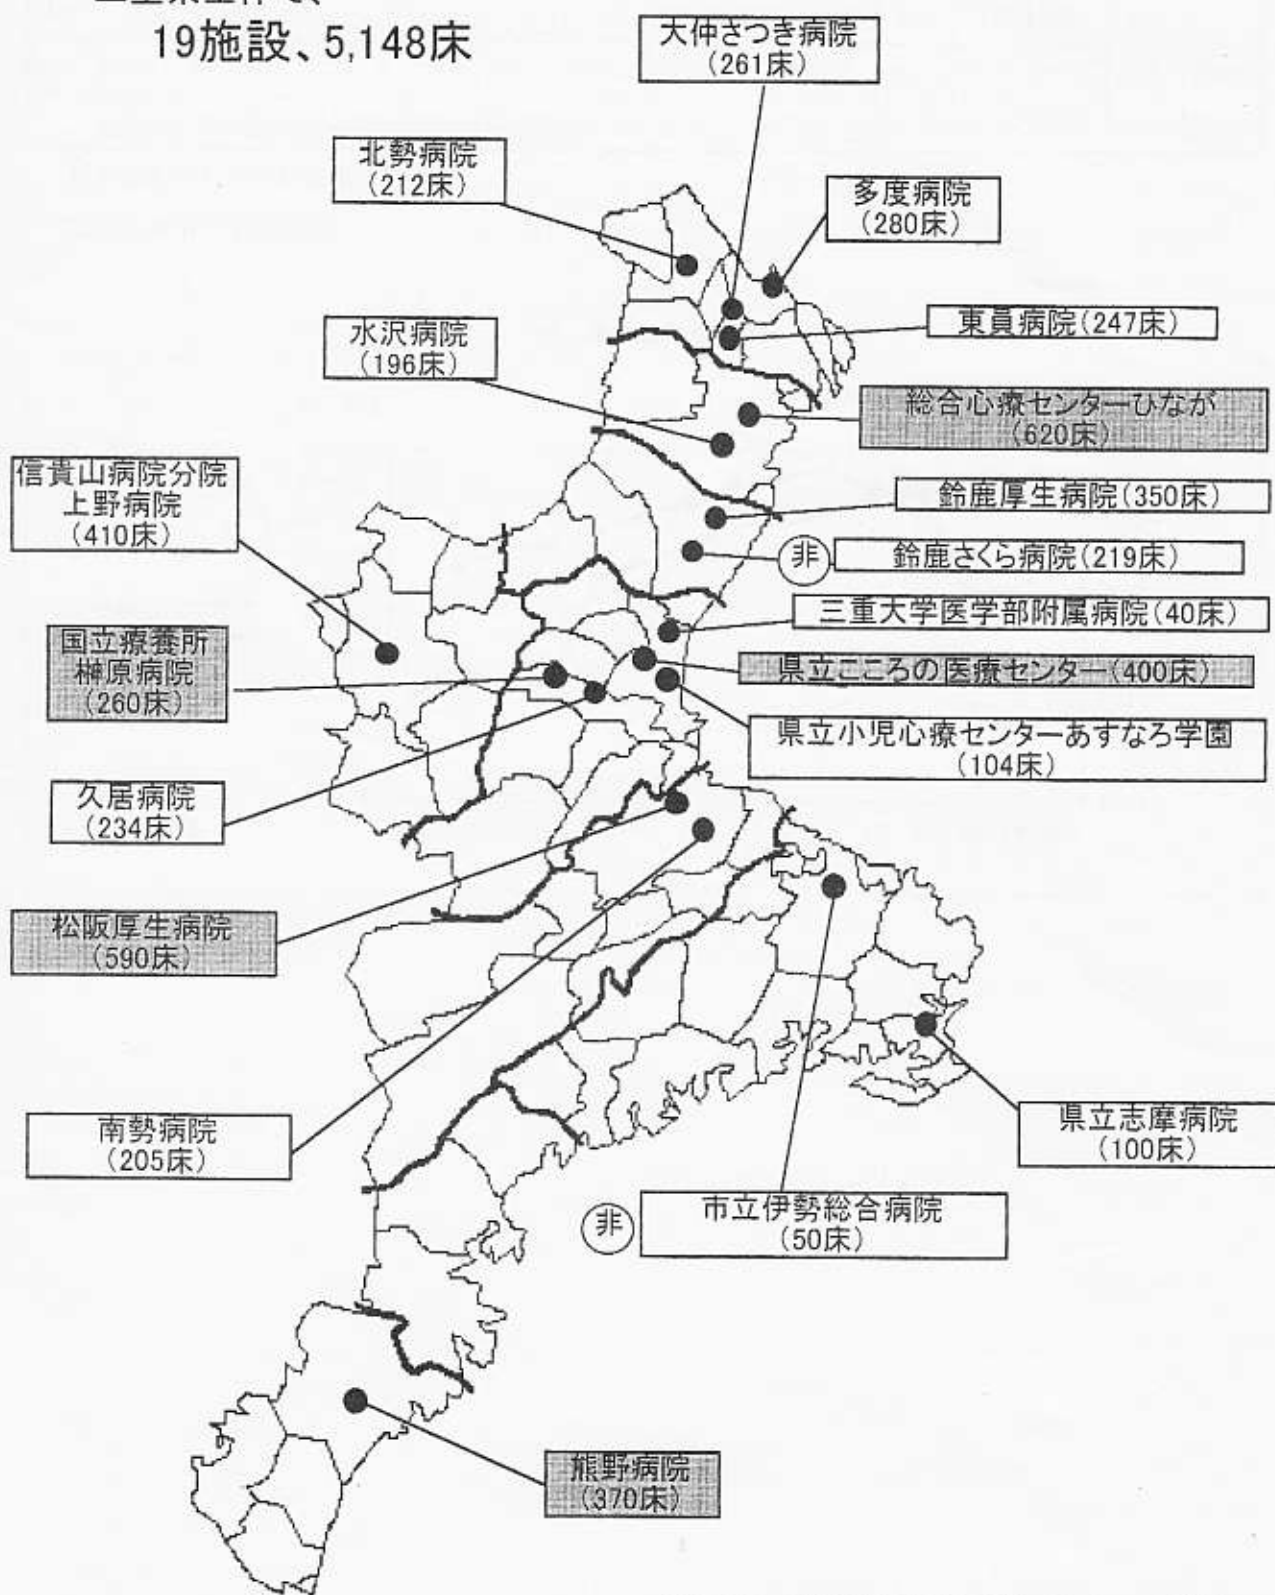 19施設、5,148床
大仲さつき病院
(261床)
北勢病院
(212床)
多度病院
(280床)
東員病院(247床)
水沢病院
(196床)
総合心療センターひなが
(620床)
信貴山病院分院
上野病院
(410床)
鈴鹿厚生病院(350床)
非
鈴鹿さくら病院(219床)
三重大学医学部附属病院(40床)
国立療養所
榊原病院
(260床)
県立こころの医療センター(400床)
県立小児心療センターあすなろ学園
(104床)
久居病院
(234床)
松阪厚生病院
(590床)
南勢病院
(205床)
県立志摩病院
(100床)
非
市立伊勢総合病院
(50床)
熊野病院
(370床)